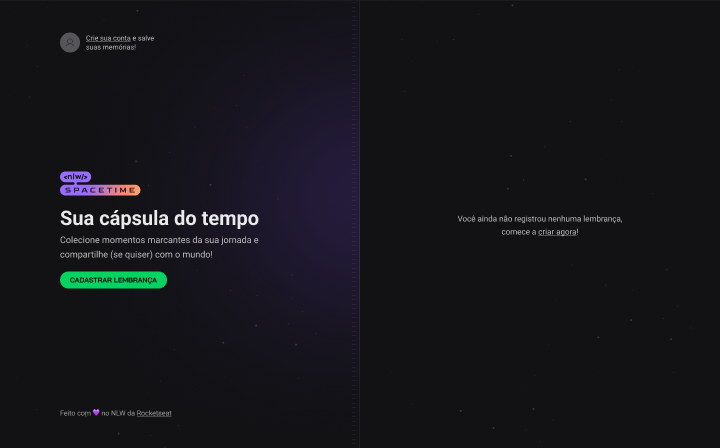 Crie sua conta e salve
suas memórias!
<nlw/>
SPACETIME
Sua cápsula do tempo
Colecione momentos marcantes da sua jornada e
compartilhe (se quiser) com o mundo!
CADASTRAR LEMBRANÇA
Feito com 💜 no NLW da Rocketseat
Você ainda não registrou nenhuma lembrança,
comece a criar agora!